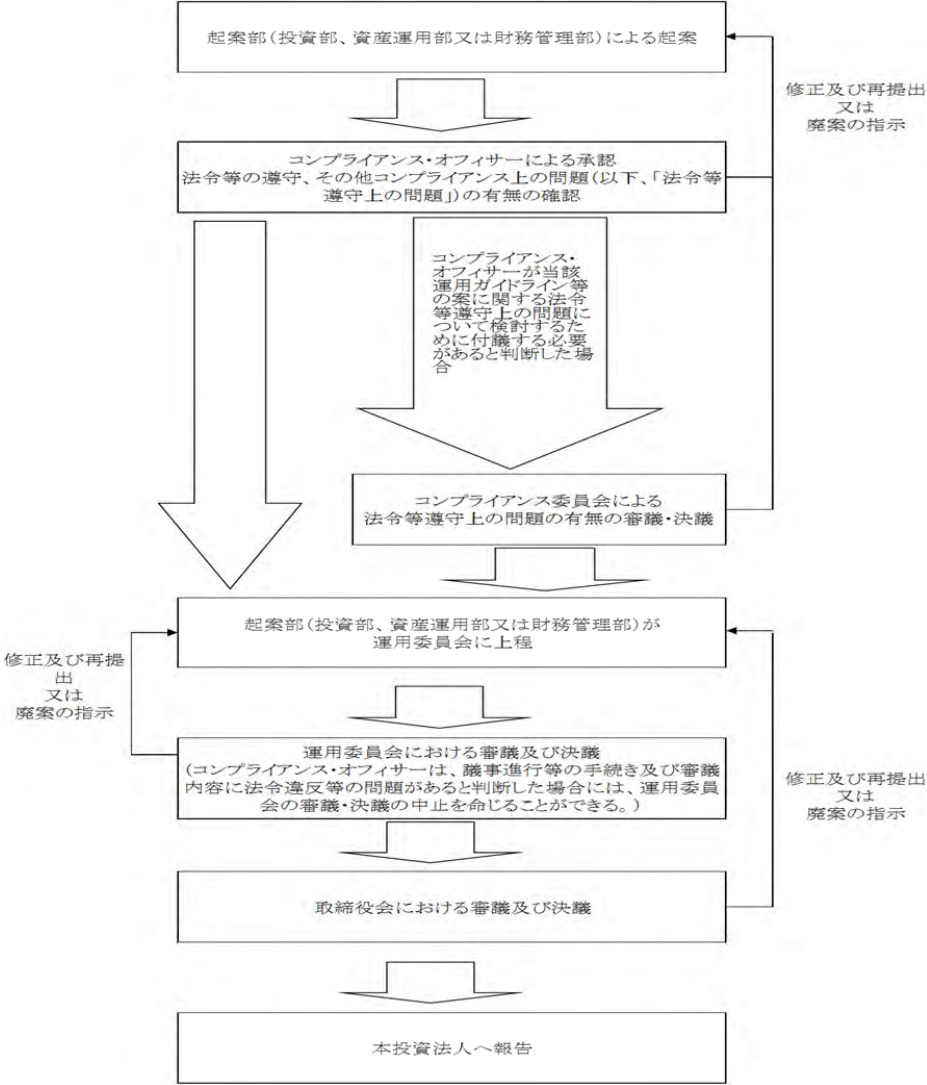 起案部(投資部、資産運用部又は財務管理部)による起案
修正及び再提出
又は
廃案の指示
コンプライアンス・オフィサーによる承認
法令等の遵守、その他コンプライアンス上の問題(以下、「法令等
遵守上の問題」)の有無の確認
コンプライアンス・
オフィサーが当該
運用ガイドライン等
の案に関する法令
等遵守上の問題に
ついて検討するた
めに付議する必要
があると判断した場
合
コンプライアンス委員会による
法令等遵守上の問題の有無の審議・決議
起案部(投資部、資産運用部又は財務管理部)が
運用委員会に上程
修正及び再提
出
又は
廃案の指示
運用委員会における審議及び決議
(コンプライアンス・オフィサーは、議事進行等の手続き及び審議
内容に法令違反等の問題があると判断した場合には、運用委員
会の審議・決議の中止を命じることができる。)
修正及び再提出
又は
廃案の指示
取締役会における審議及び決議
本投資法人へ報告